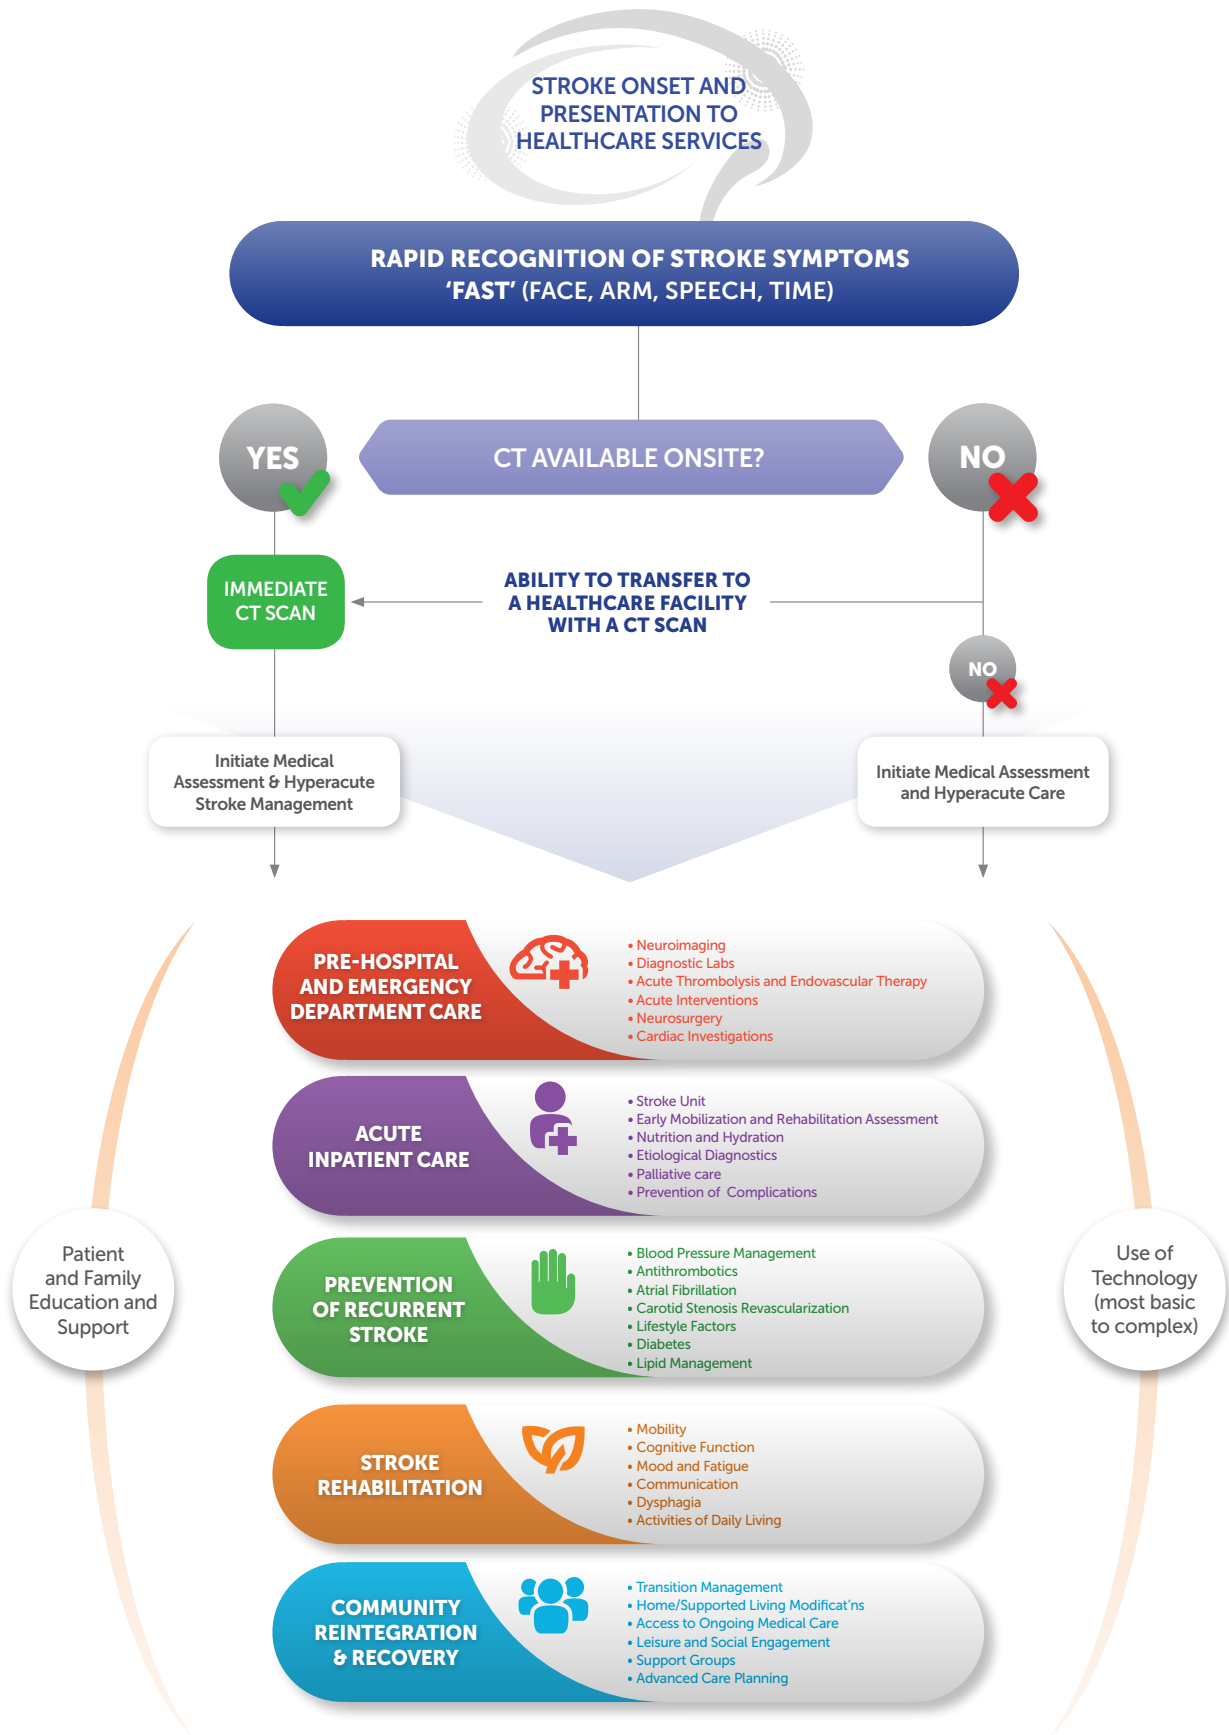 STROKE ONSET AND
PRESENTATION TO
HEALTHCARE SERVICES
RAPID RECOGNITION OF STROKE SYMPTOMS
‘FAST’ (FACE, ARM, SPEECH, TIME)
YES
CT AVAILABLE ONSITE?
NO
IMMEDIATE
CT SCAN
ABILITY TO TRANSFER TO
A HEALTHCARE FACILITY
WITH A CT SCAN
NO
Initiate Medical
Assessment & Hyperacute
Stroke Management
Initiate Medical Assessment
and Hyperacute Care
PRE-HOSPITAL
AND EMERGENCY
DEPARTMENT CARE
• Neuroimaging
• Diagnostic Labs
• Acute Thrombolysis and Endovascular Therapy
• Acute Interventions
• Neurosurgery
• Cardiac Investigations
ACUTE
INPATIENT CARE
• Stroke Unit
• Early Mobilization and Rehabilitation Assessment
• Nutrition and Hydration
• Etiological Diagnostics
• Palliative care
• Prevention of Complications
Patient
and Family
Education and
Support
PREVENTION
OF RECURRENT
STROKE
• Blood Pressure Management
• Antithrombotics
• Atrial Fibrillation
• Carotid Stenosis Revascularization
• Lifestyle Factors
• Diabetes
• Lipid Management
Use of
Technology
(most basic
to complex)
STROKE
REHABILITATION
• Mobility
• Cognitive Function
• Mood and Fatigue
• Communication
• Dysphagia
• Activities of Daily Living
COMMUNITY
REINTEGRATION
& RECOVERY
• Transition Management
• Home/Supported Living Modificat'ns
• Access to Ongoing Medical Care
• Leisure and Social Engagement
• Support Groups
• Advanced Care Planning